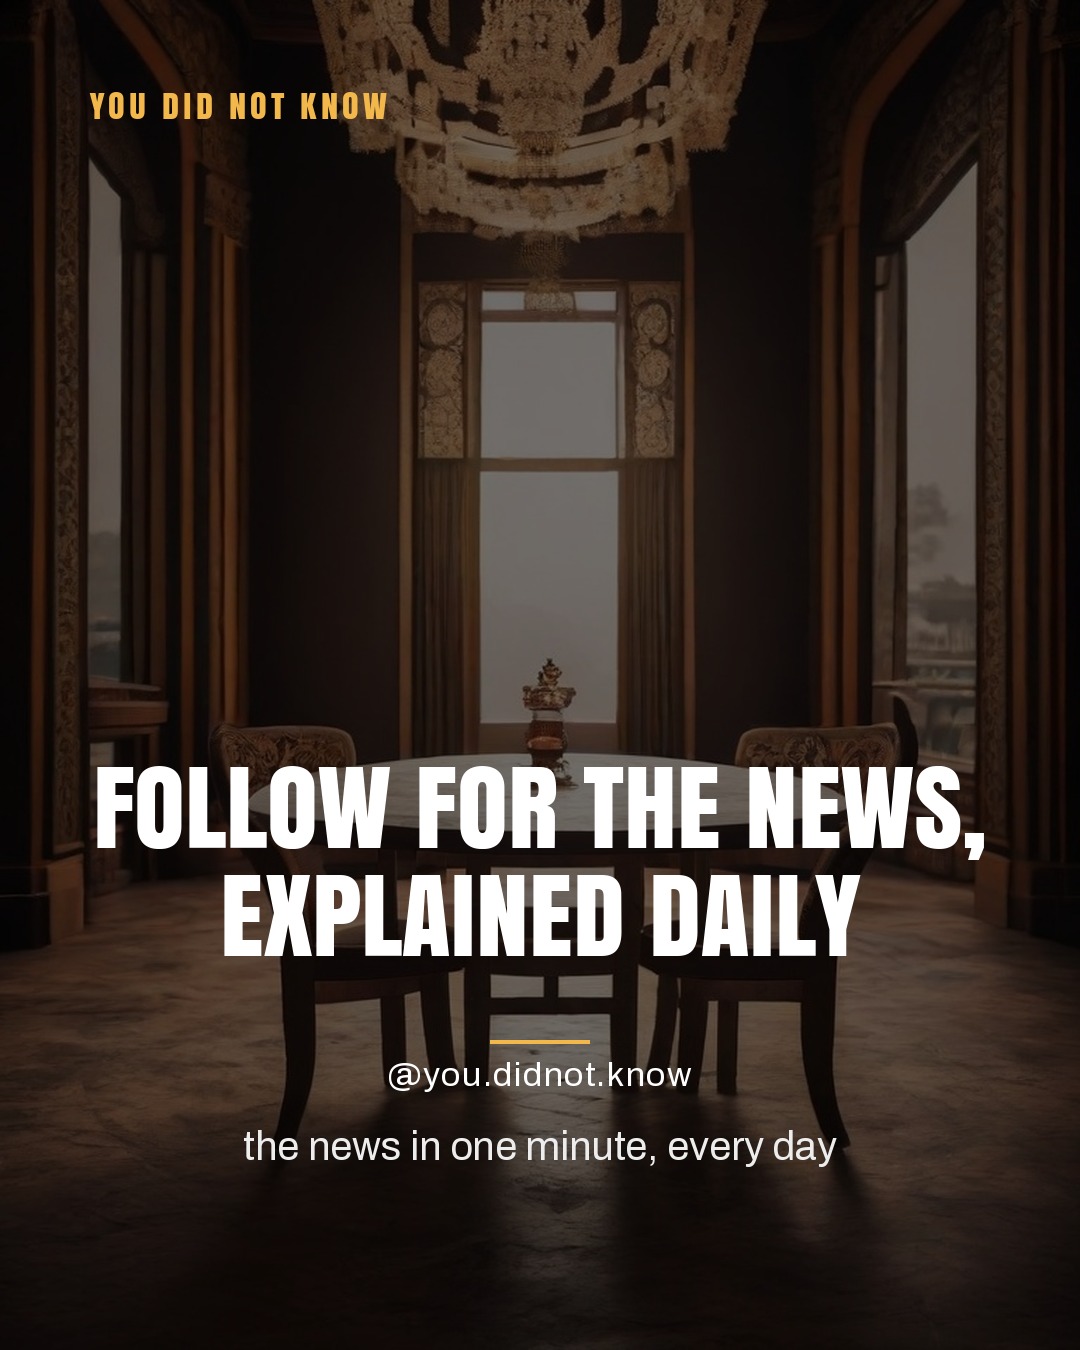 YOU DID NOT KNOW
FOLLOW FOR THE NEWS,
EXPLAINED DAILY
@you.didnot.know
the news in one minute, every day